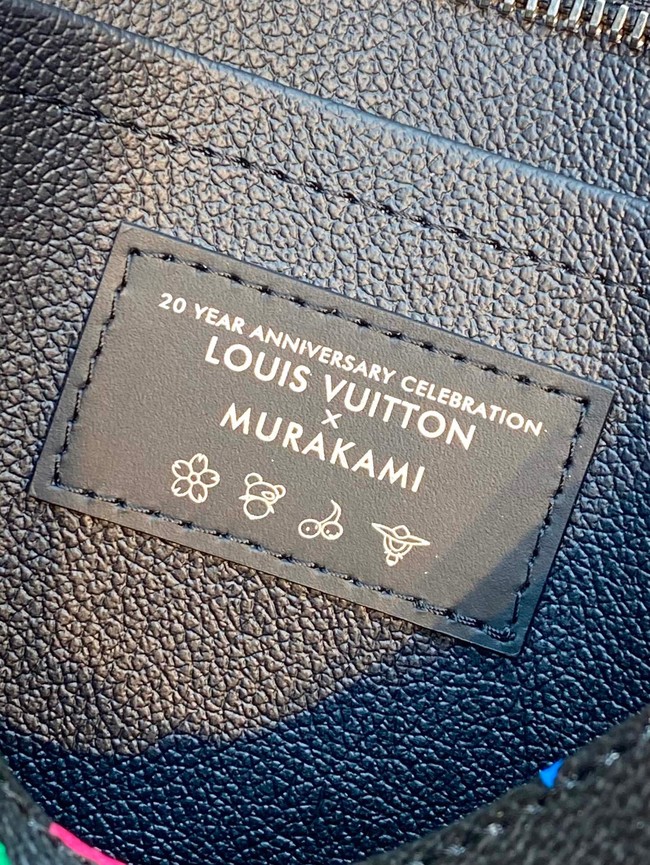 20 YEAR ANNIVERSARY CELEBRATION
LOUIS VUITTON
×
MURAKAMI